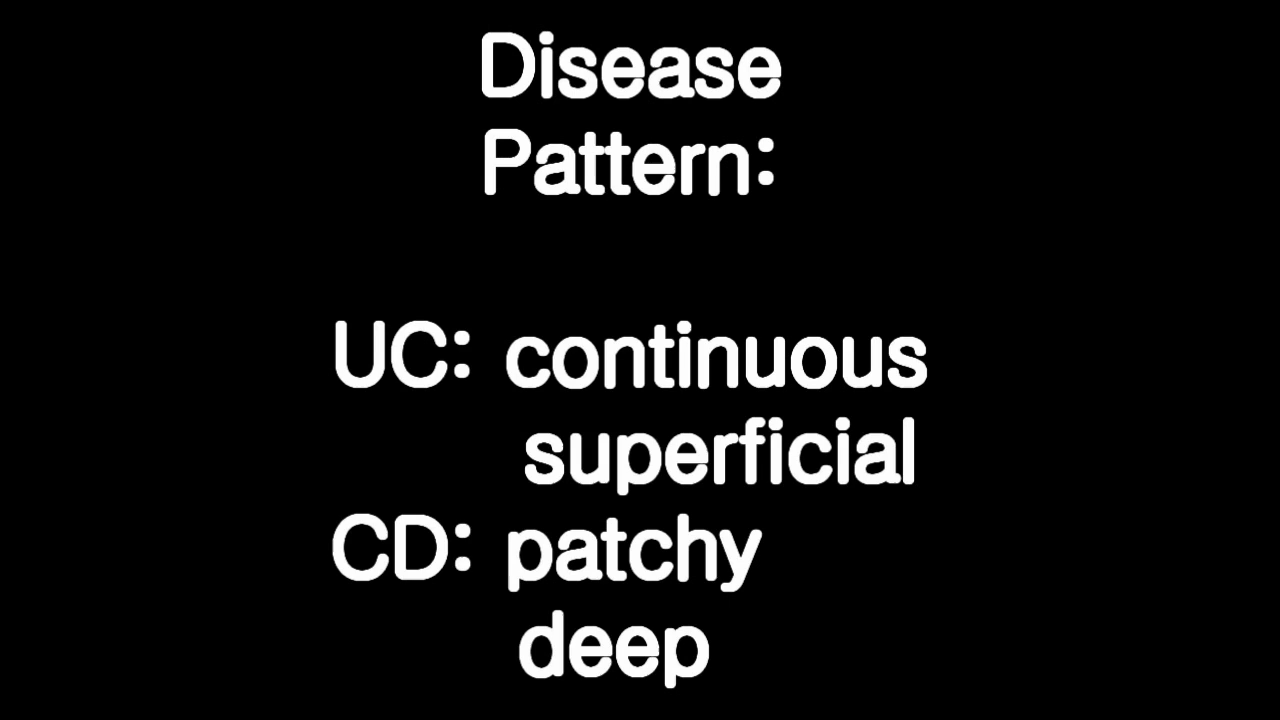 Disease
Pattern:
UC: continuous
superficial
CD: patchy
deep